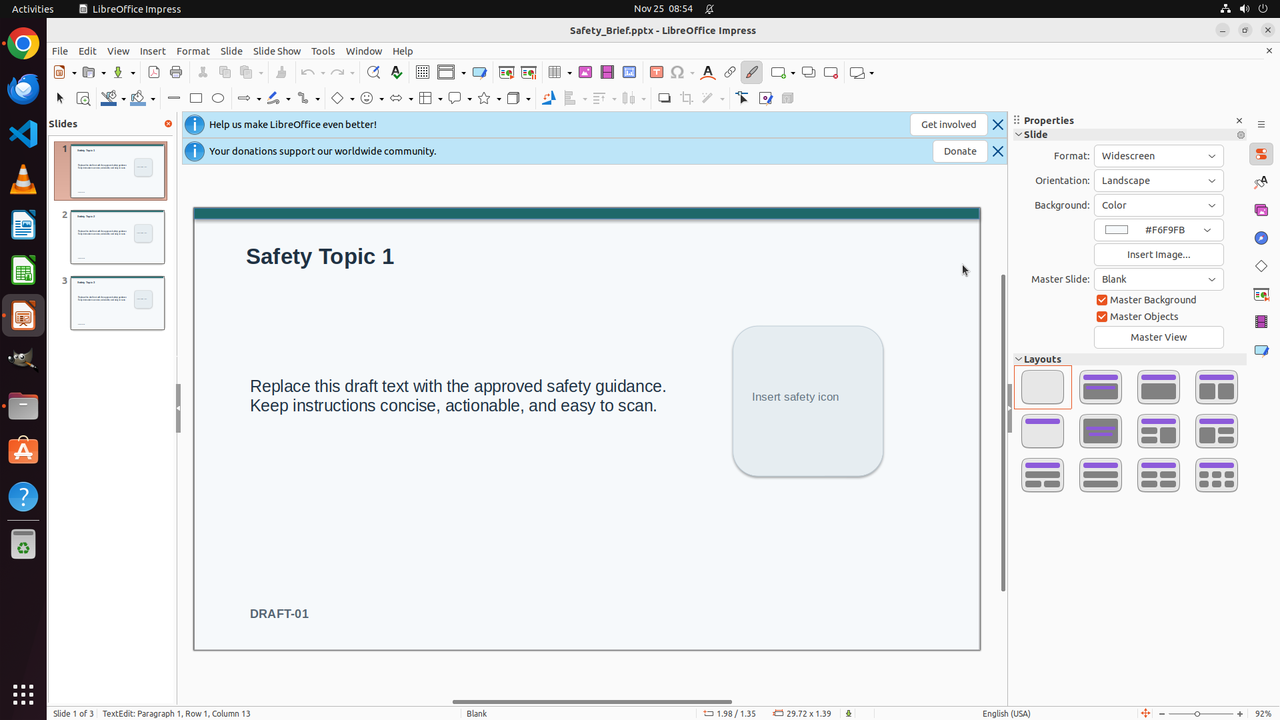 Activities
LibreOffice Impress
Nov 25 08:54
Safety_Brief.pptx - LibreOffice Impress
File Edit View Insert Format Slide Slide Show Tools Window Help
Slides
Help us make LibreOffice even better!
Get involved
Your donations support our worldwide community.
Donate
1
2
3
Safety Topic 1
Replace this draft text with the approved safety guidance.
Keep instructions concise, actionable, and easy to scan.
Insert safety icon
DRAFT-01
Properties
Slide
Format: Widescreen
Orientation: Landscape
Background: Color
#F6F9FB
Insert Image...
Master Slide: Blank
Master Background
Master Objects
Master View
Layouts
Slide 1 of 3
TextEdit: Paragraph 1, Row 1, Column 13
Blank
1.98 / 1.35
29.72 x 1.39
English (USA)
92%